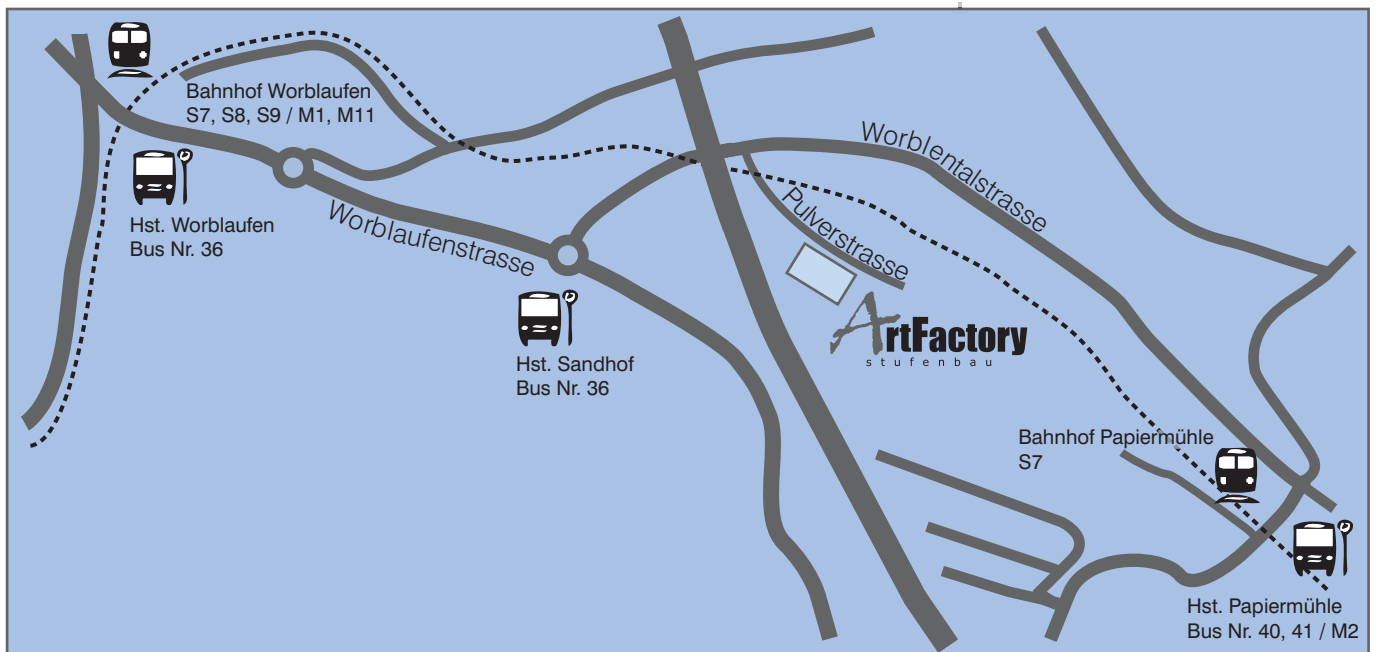 Bahnhof Worblaufen
S7, S8, S9 / M1, M11
Worblentalstrasse
Pulverstrasse
Hst. Worblaufen
Bus Nr. 36
Worblaufenstrasse
ArtFactory
stufenbau
Hst. Sandhof
Bus Nr. 36
Bahnhof Papiermühle
S7
Hst. Papiermühle
Bus Nr. 40, 41 / M2